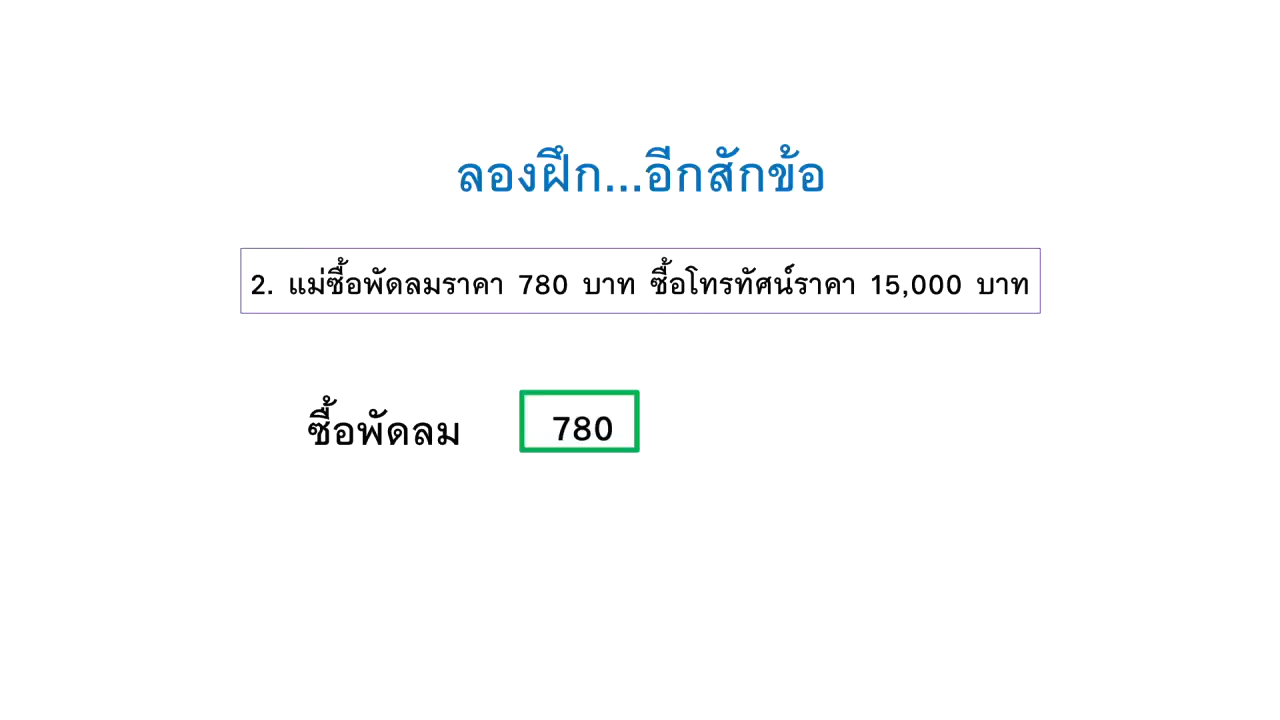 ลองฝึก...อีกสักข้อ
2. แม่ซื้อพัดลมราคา 780 บาท ซื้อโทรทัศน์ราคา 15,000 บาท
ซื้อพัดลม 780